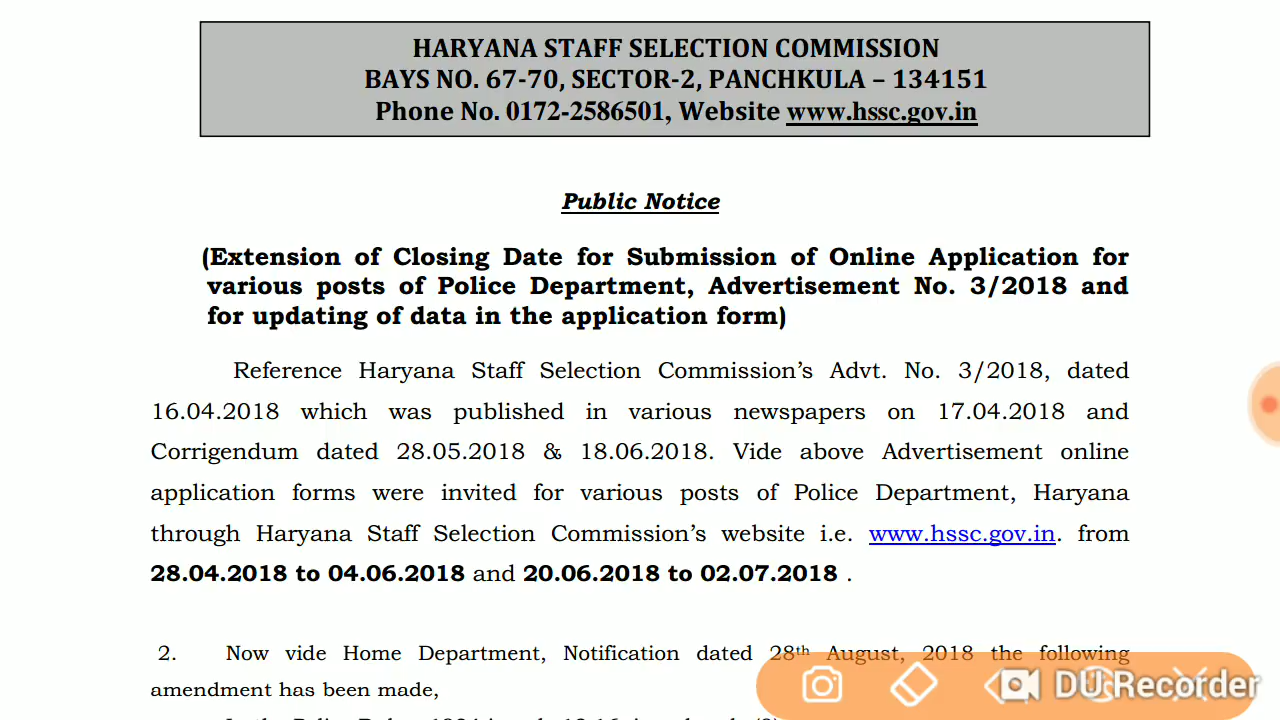 HARYANA STAFF SELECTION COMMISSION
BAYS NO. 67-70, SECTOR-2, PANCHKULA – 134151
Phone No. 0172-2586501, Website www.hssc.gov.in
Public Notice
(Extension of Closing Date for Submission of Online Application for
various posts of Police Department, Advertisement No. 3/2018 and
for updating of data in the application form)
Reference Haryana Staff Selection Commission’s Advt. No. 3/2018, dated
16.04.2018 which was published in various newspapers on 17.04.2018 and
Corrigendum dated 28.05.2018 & 18.06.2018. Vide above Advertisement online
application forms were invited for various posts of Police Department, Haryana
through Haryana Staff Selection Commission’s website i.e. www.hssc.gov.in. from
28.04.2018 to 04.06.2018 and 20.06.2018 to 02.07.2018 .
2. Now vide Home Department, Notification dated 28th August, 2018 the following
amendment has been made,
DU Recorder